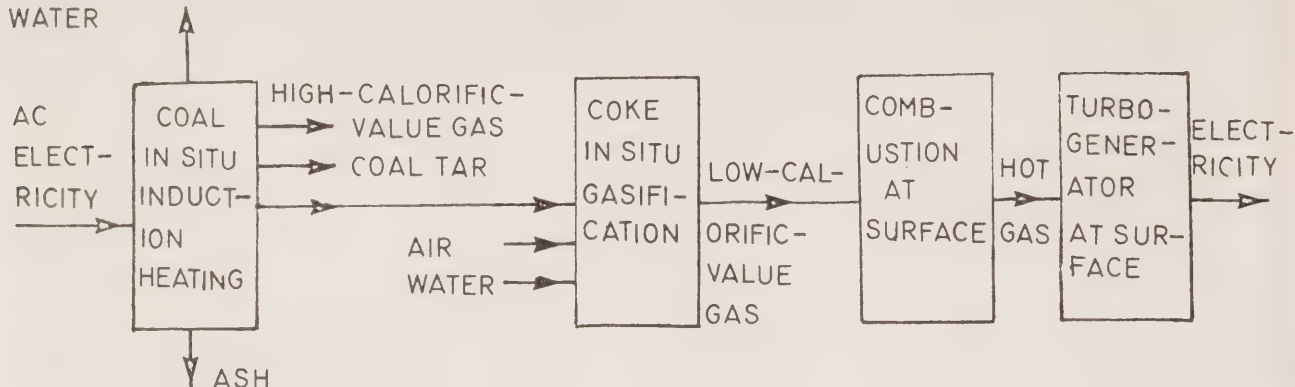 WATER
AC
ELECT-
RICITY
COAL
IN SITU
INDUCT-
ION
HEATING
ASH
HIGH-CALORIFIC-
VALUE GAS
COAL TAR
AIR
WATER
COKE
IN SITU
GASIFI-
CATION
LOW-CAL-
ORIFIC-
VALUE
GAS
COMB-
USTION
AT
SURFACE
HOT
GAS
TURBO-
GENER-
ATOR
AT SUR-
FACE
ELECT-
RICITY